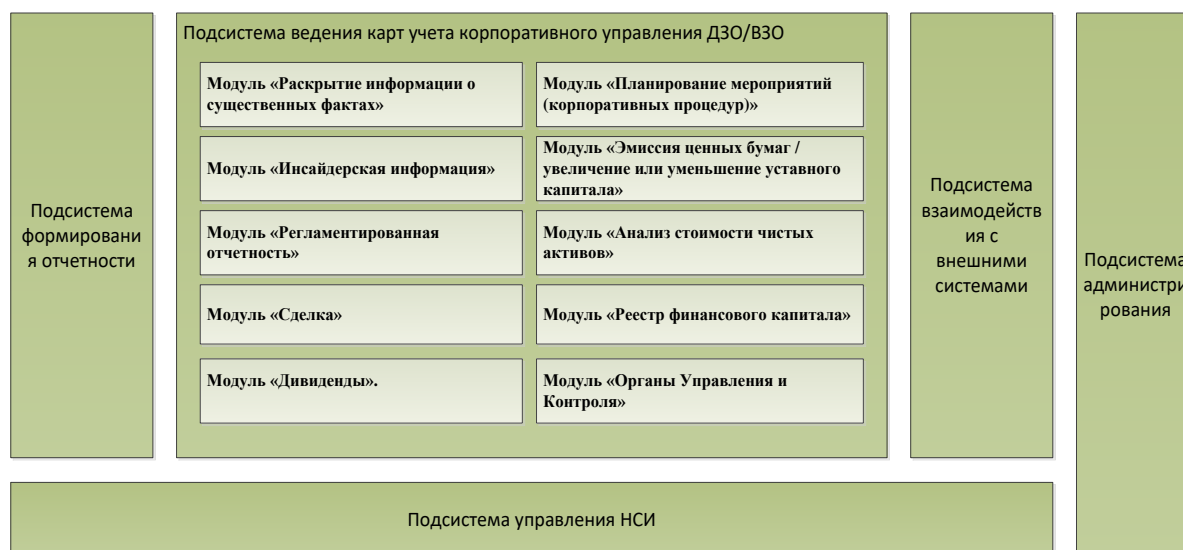 Подсистема
формировани
я отчетности
Подсистема ведения карт учета корпоративного управления ДЗО/ВЗО
Модуль «Раскрытие информации о
существенных фактах»
Модуль «Планирование мероприятий
(корпоративных процедур)»
Модуль «Инсайдерская информация»
Модуль «Эмиссия ценных бумаг /
увеличение или уменьшение уставного
капитала»
Модуль «Регламентированная
отчетность»
Модуль «Анализ стоимости чистых
активов»
Модуль «Сделка»
Модуль «Реестр финансового капитала»
Модуль «Дивиденды».
Модуль «Органы Управления и
Контроля»
Подсистема
взаимодейств
ия с
внешними
системами
Подсистема
администри
рования
Подсистема управления НСИ